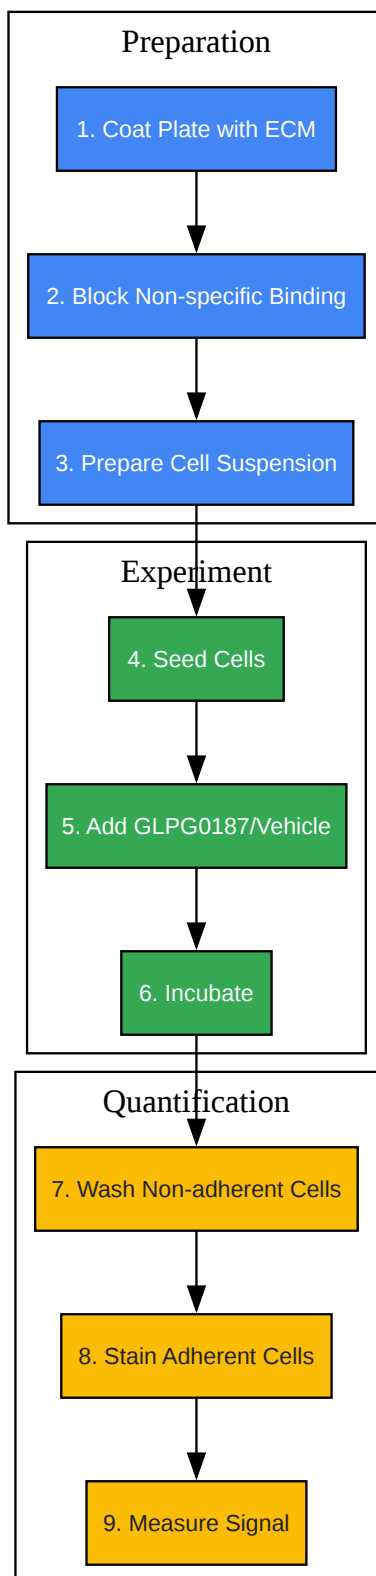 Preparation
1. Coat Plate with ECM
2. Block Non-specific Binding
3. Prepare Cell Suspension
Experiment
4. Seed Cells
5. Add GLPG0187/Vehicle
6. Incubate
Quantification
7. Wash Non-adherent Cells
8. Stain Adherent Cells
9. Measure Signal